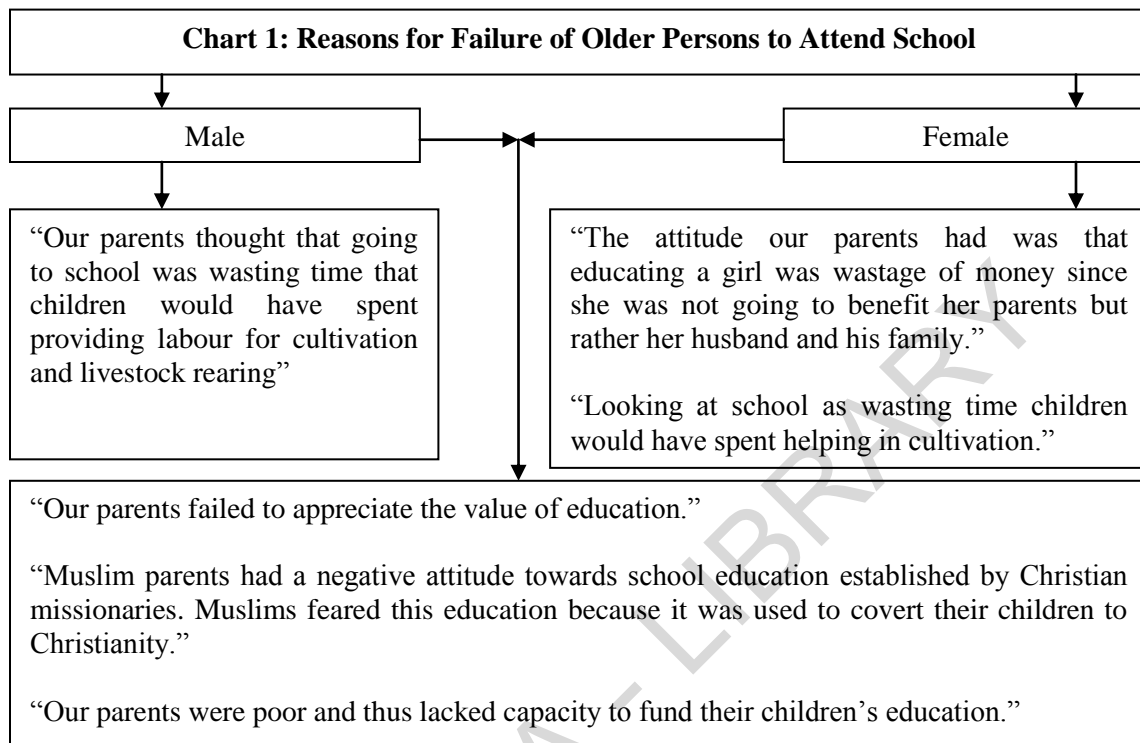 Chart 1: Reasons for Failure of Older Persons to Attend School
Male
Female
“Our parents thought that going
to school was wasting time that
children would have spent
providing labour for cultivation
and livestock rearing”
“The attitude our parents had was that
educating a girl was wastage of money since
she was not going to benefit her parents but
rather her husband and his family.”
“Looking at school as wasting time children
would have spent helping in cultivation.”
“Our parents failed to appreciate the value of education.”
“Muslim parents had a negative attitude towards school education established by Christian
missionaries. Muslims feared this education because it was used to covert their children to
Christianity.”
“Our parents were poor and thus lacked capacity to fund their children’s education.”
A - LIBRARY